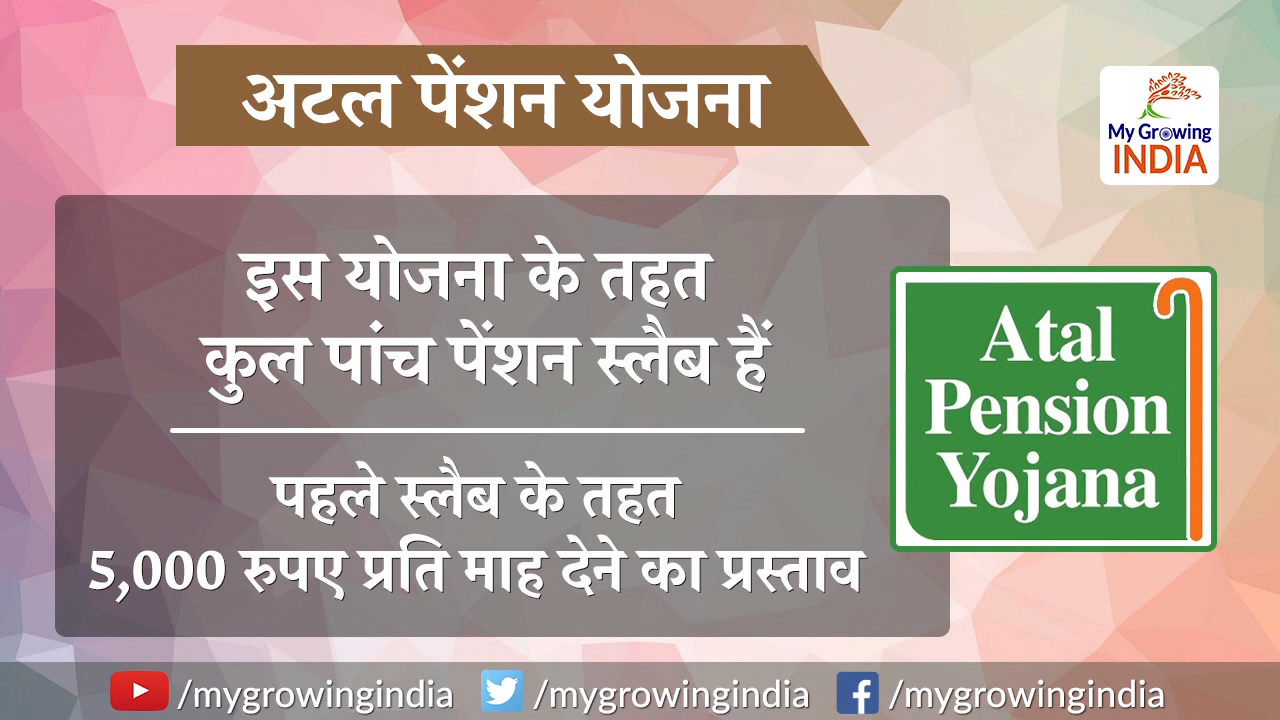 अटल पेंशन योजना
My Growing
INDIA
इस योजना के तहत
कुल पांच पेंशन स्लैब हैं
पहले स्लैब के तहत
5,000 रुपए प्रति माह देने का प्रस्ताव
Atal
Pension
Yojana
/mygrowingindia /mygrowingindia /mygrowingindia